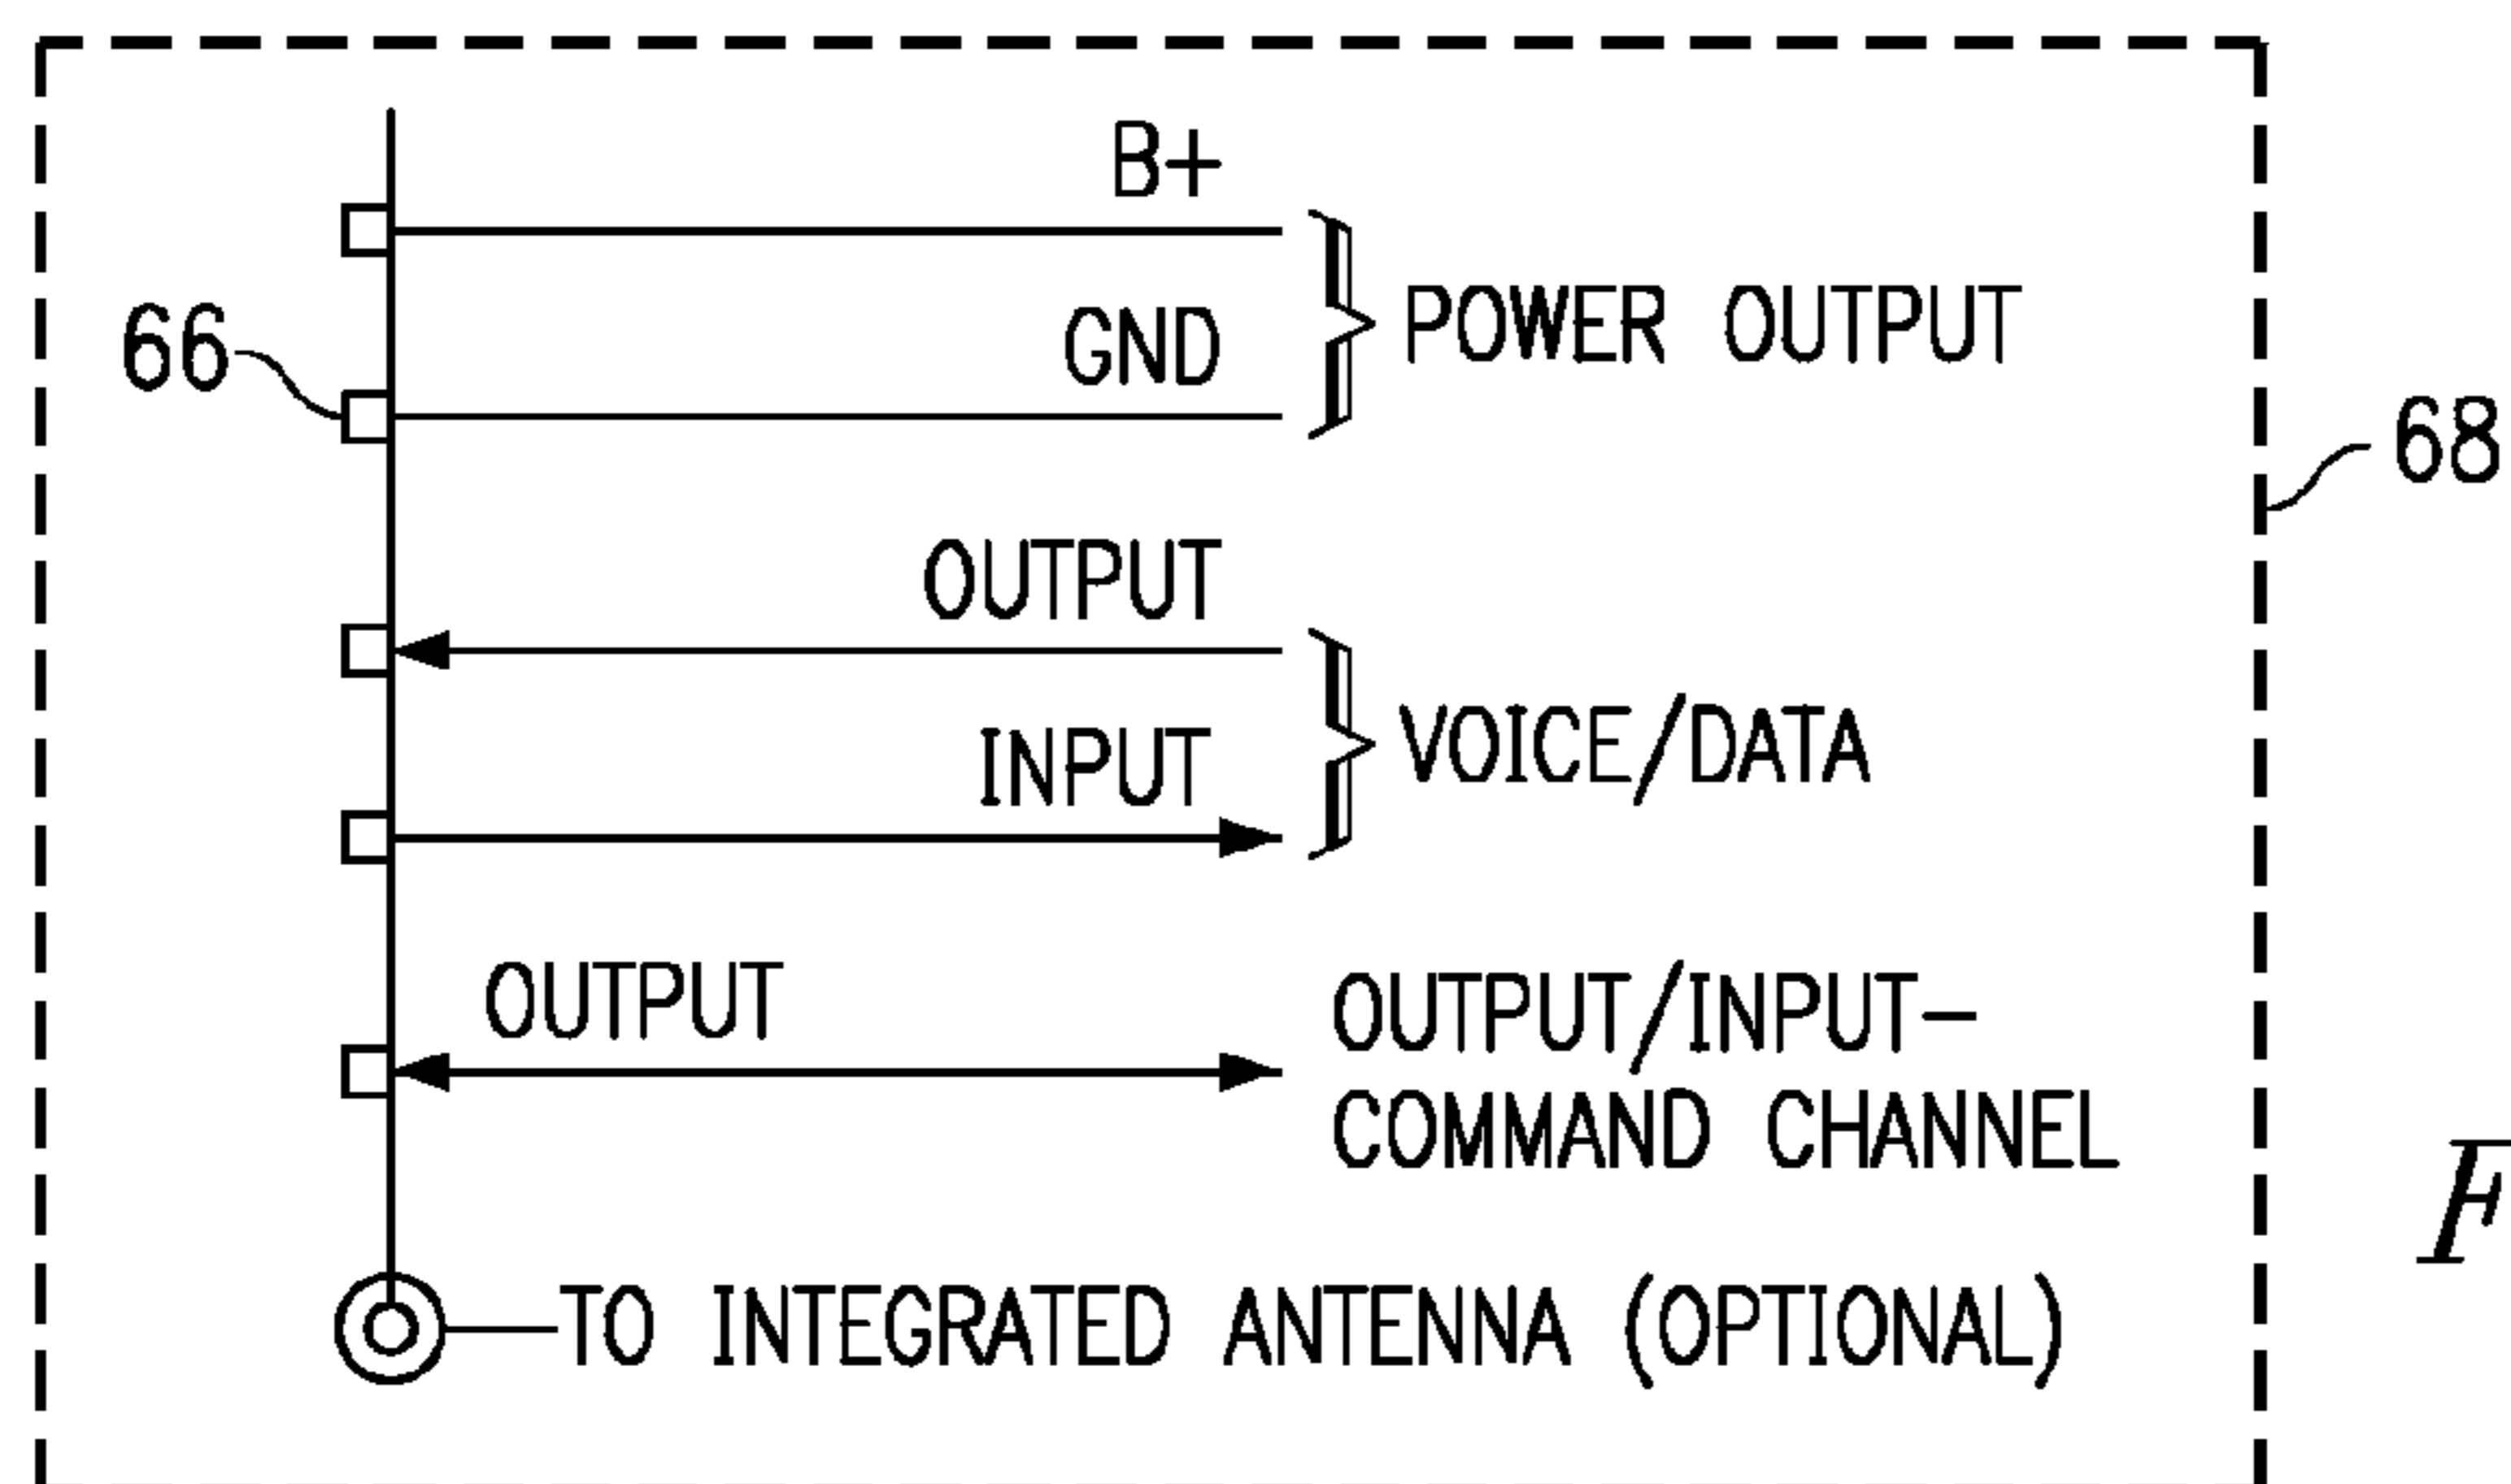 B+
66
GND
POWER OUTPUT
68
OUTPUT
INPUT
VOICE/DATA
OUTPUT
OUTPUT/INPUT-
COMMAND CHANNEL
TO INTEGRATED ANTENNA (OPTIONAL)